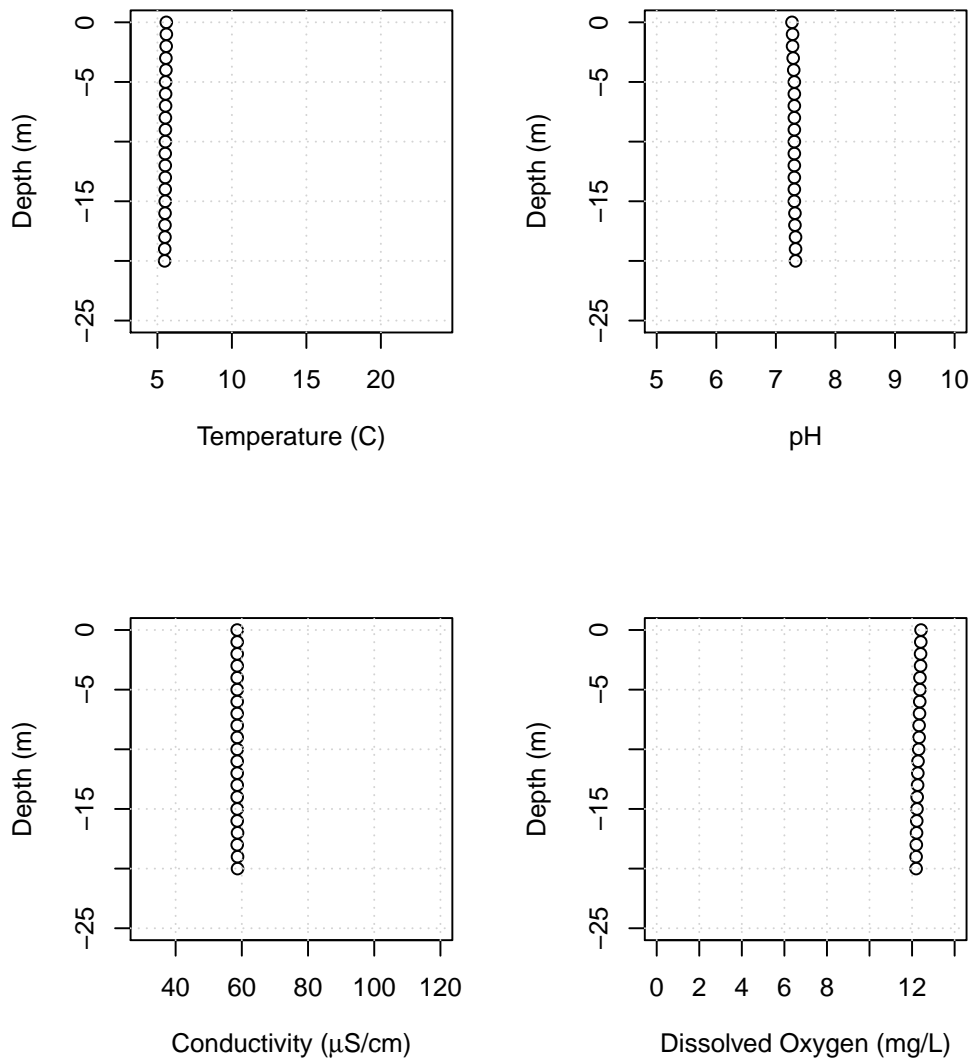 0
−5
−15
−25
Depth (m)
5 10 15 20
Temperature (C)
0
−5
−15
−25
Depth (m)
5 6 7 8 9 10
pH
0
−5
−15
−25
Depth (m)
40 60 80 100 120
Conductivity (µS/cm)
0
−5
−15
−25
Depth (m)
0 2 4 6 8 12
Dissolved Oxygen (mg/L)